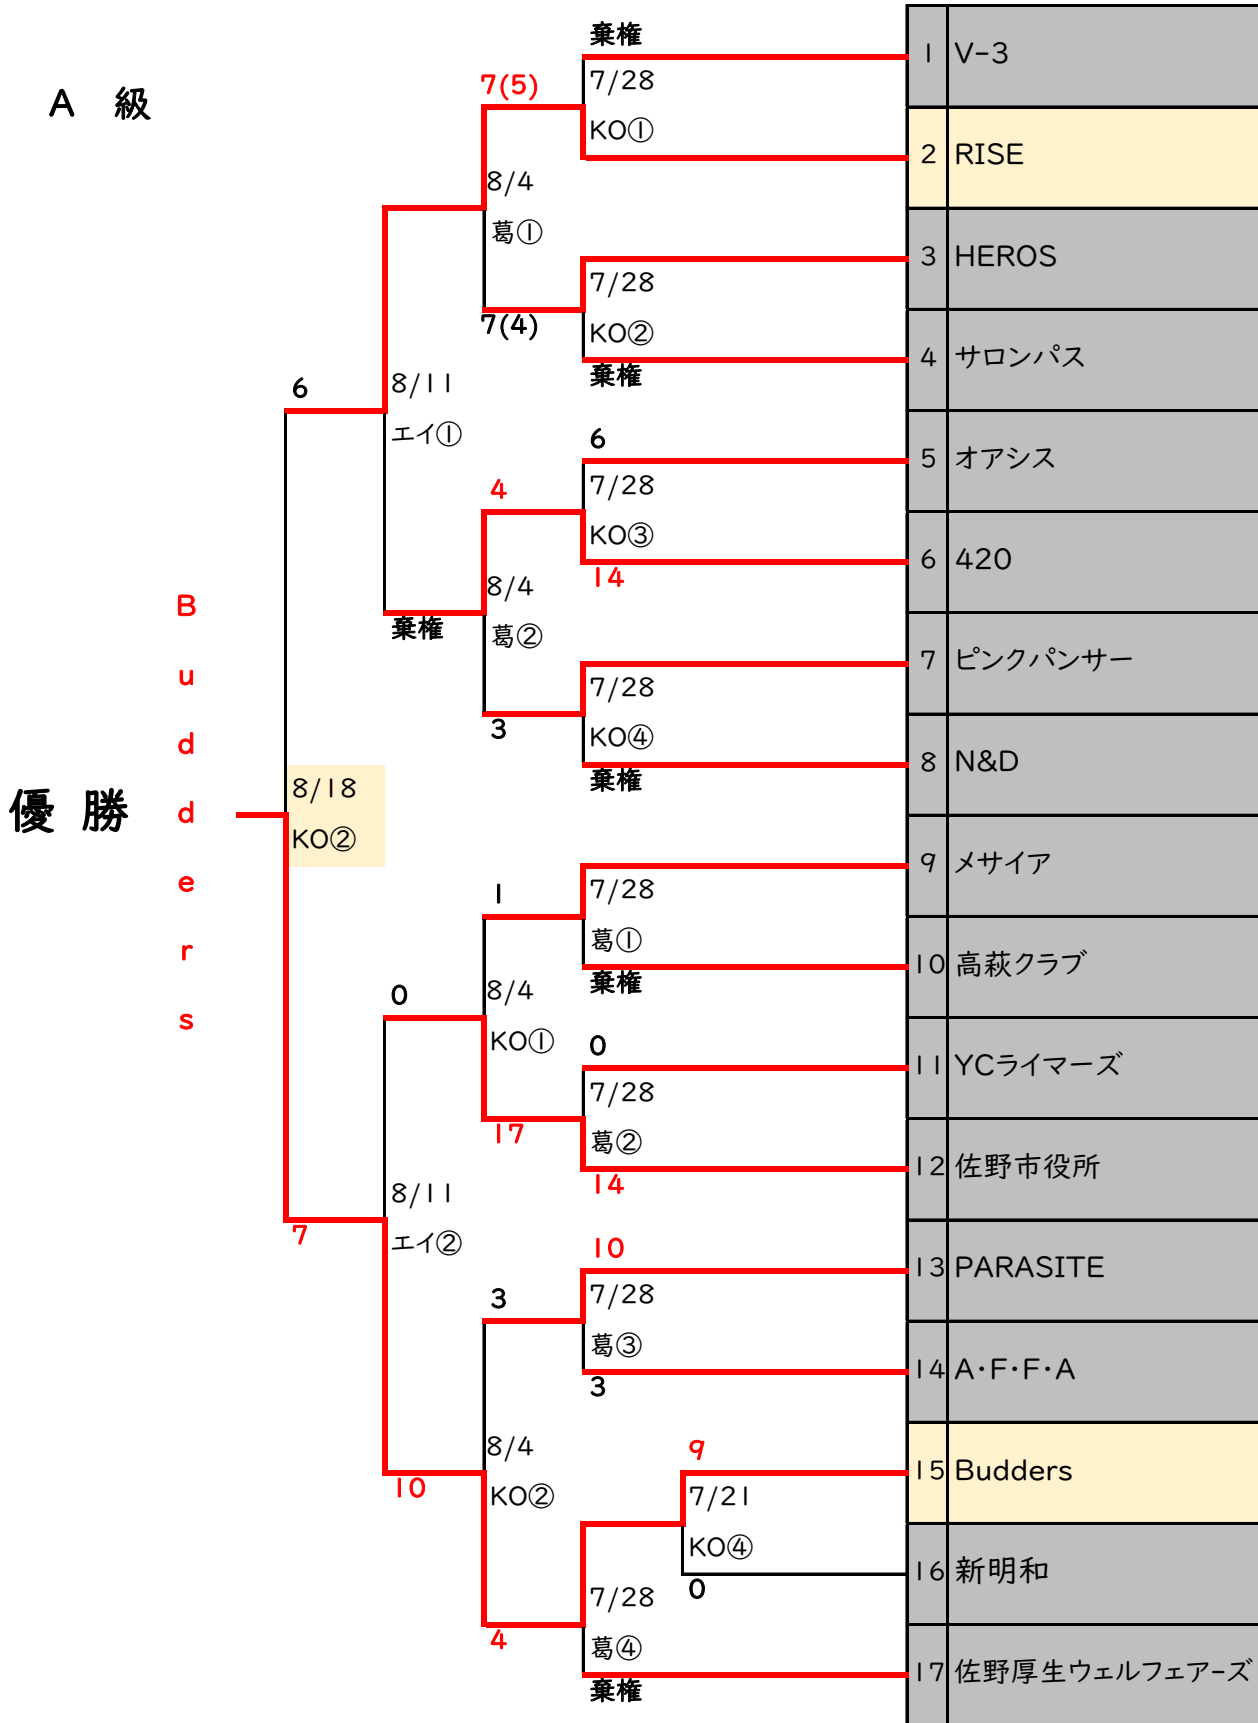 A 級
優勝
Budders
棄権
7/28
KO①
7(5)
8/4
葛①
7/28
KO②
7(4)
棄権
6
8/11
エイ①
6
7/28
KO③
4
14
8/4
葛②
棄権
7/28
KO④
3
棄権
8/18
KO②
7/28
葛①
1
棄権
0
8/4
KO①
0
7/28
葛②
17
14
8/11
エイ②
7
10
7/28
葛③
3
3
8/4
KO②
10
9
7/21
KO④
0
7/28
葛④
4
棄権
1 V-3
2 RISE
3 HEROS
4 サロンパス
5 オアシス
6 420
7 ピンクパンサー
8 N&D
9 メサイア
10 高萩クラブ
11 YCライマーズ
12 佐野市役所
13 PARASITE
14 A・F・F・A
15 Budders
16 新明和
17 佐野厚生ウェルフェアーズ